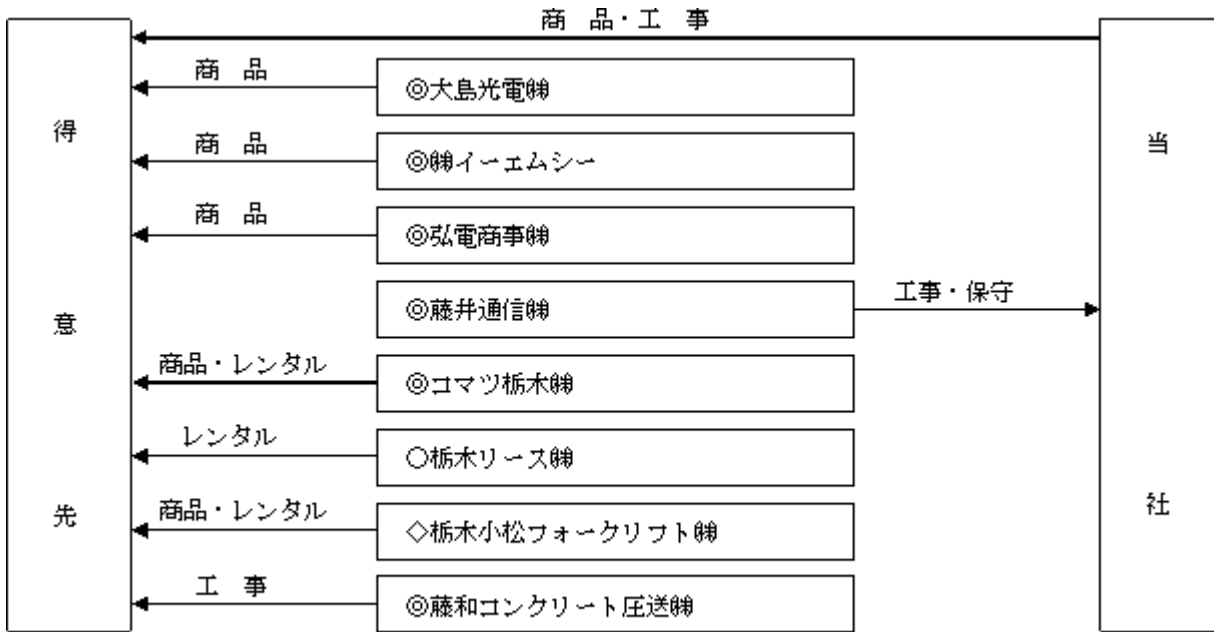 商品・工事
商品
◎大島光電㈱
商品
◎㈱イーエムシー
商品
◎弘電商事㈱
◎藤井通信㈱
工事・保守
商品・レンタル
◎コマツ栃木㈱
レンタル
○栃木リース㈱
商品・レンタル
◇栃木小松フォークリフト㈱
工事
◎藤和コンクリート圧送㈱
得意先
当社